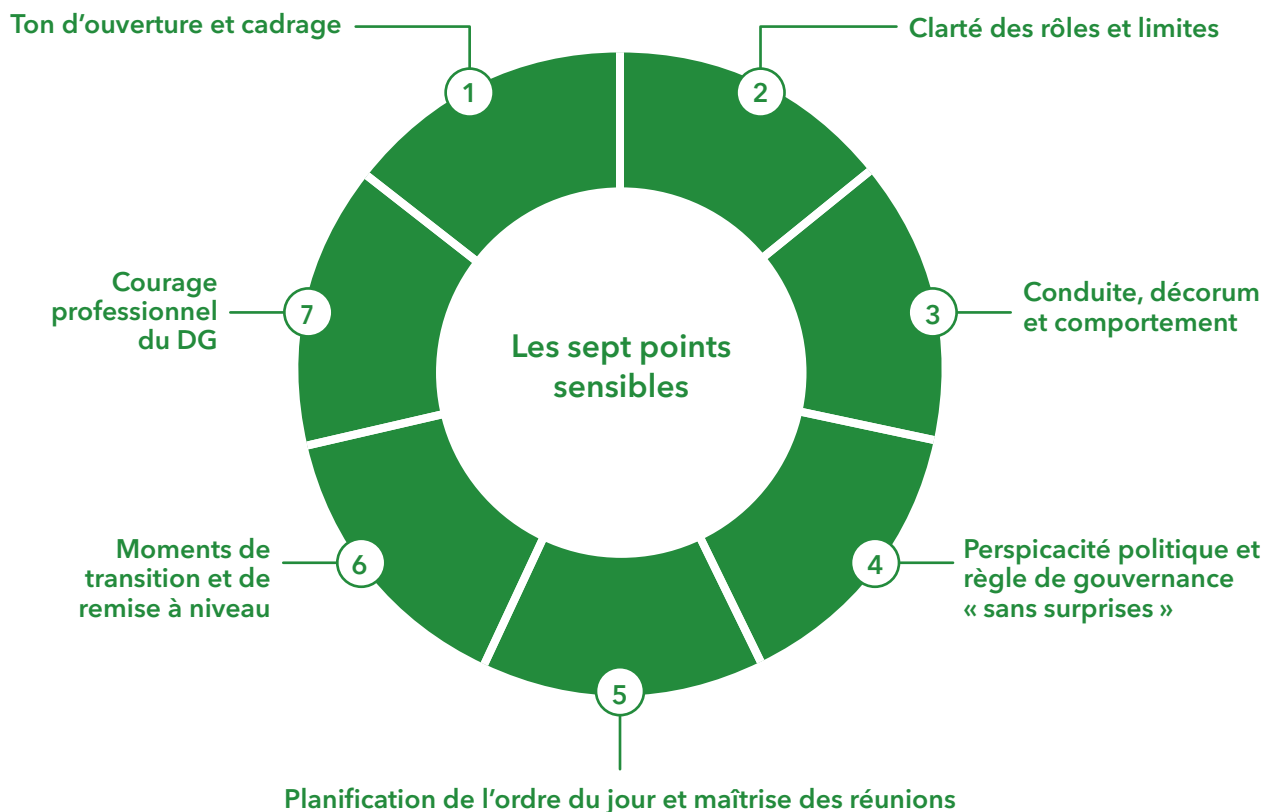 Ton d’ouverture et cadrage
1
Clarté des rôles et limites
2
Conduite, décorum
et comportement
3
Perspicacité politique et
règle de gouvernance
« sans surprises »
4
Planification de l’ordre du jour et maîtrise des réunions
5
Moments de
transition et de
remise à niveau
6
Courage
professionnel
du DG
7
Les sept points
sensibles